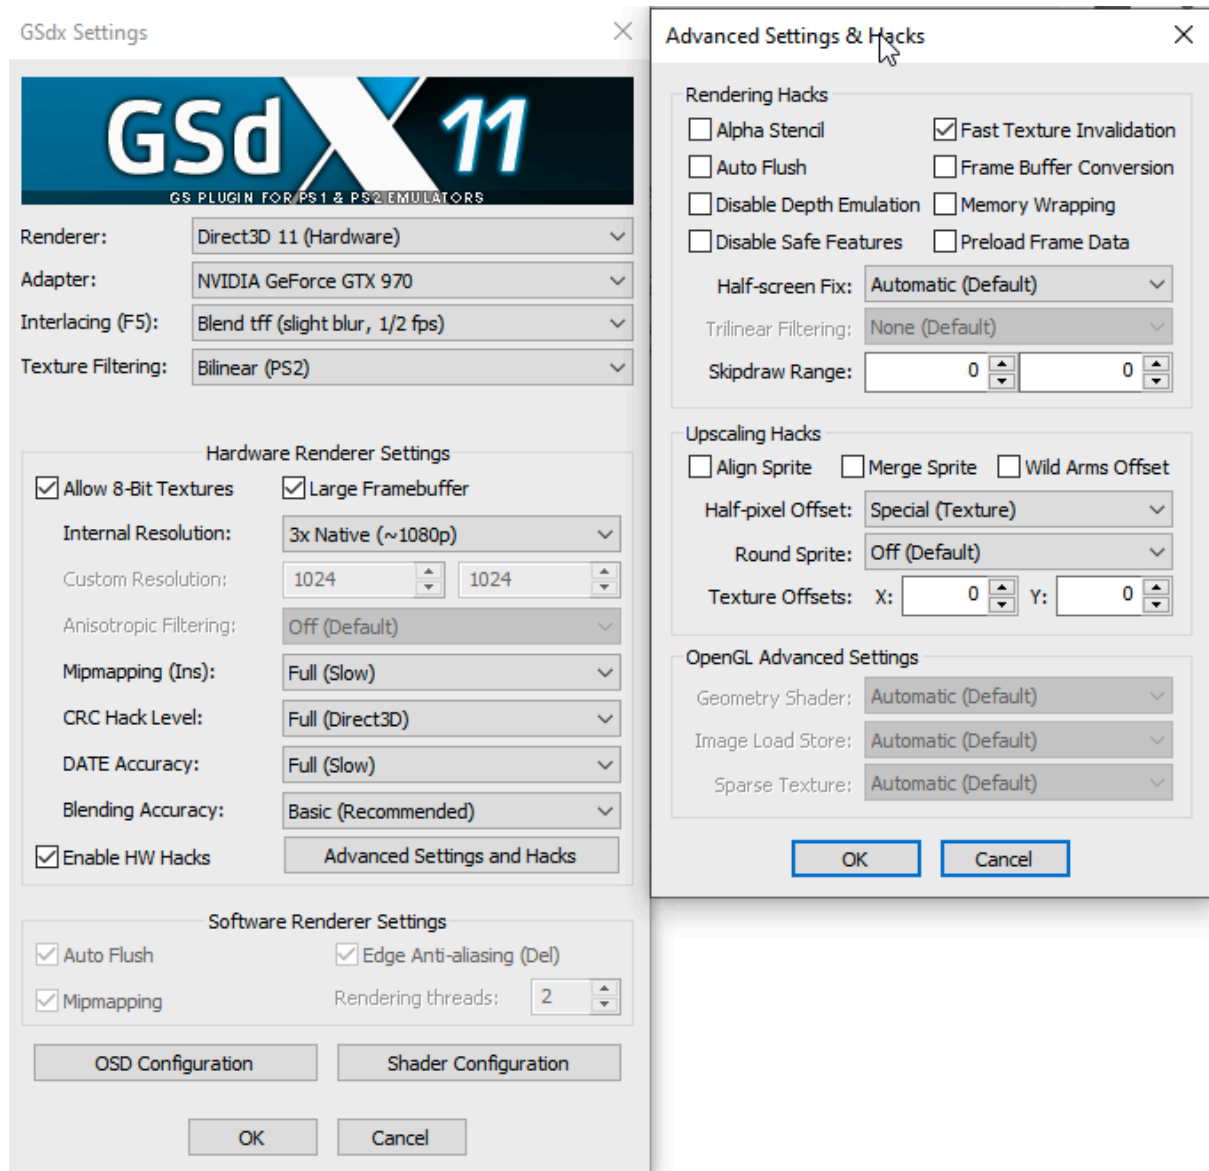 GSdx Settings
GSdX 11
GS PLUGIN FOR PS1 & PS2 EMULATORS
Renderer: Direct3D 11 (Hardware)
Adapter: NVIDIA GeForce GTX 970
Interlacing (F5): Blend tff (slight blur, 1/2 fps)
Texture Filtering: Bilinear (PS2)
Hardware Renderer Settings
Allow 8-Bit Textures Large Framebuffer
Internal Resolution: 3x Native (~1080p)
Custom Resolution: 1024 1024
Anisotropic Filtering: Off (Default)
Mipmapping (Ins): Full (Slow)
CRC Hack Level: Full (Direct3D)
DATE Accuracy: Full (Slow)
Blending Accuracy: Basic (Recommended)
Enable HW Hacks Advanced Settings and Hacks
Software Renderer Settings
Auto Flush Edge Anti-aliasing (Del)
Mipmapping Rendering threads: 2
OSD Configuration Shader Configuration
OK Cancel
Advanced Settings & Hacks
Rendering Hacks
Alpha Stencil Fast Texture Invalidation
Auto Flush Frame Buffer Conversion
Disable Depth Emulation Memory Wrapping
Disable Safe Features Preload Frame Data
Half-screen Fix: Automatic (Default)
Trilinear Filtering: None (Default)
Skipdraw Range: 0 0
Upscaling Hacks
Align Sprite Merge Sprite Wild Arms Offset
Half-pixel Offset: Special (Texture)
Round Sprite: Off (Default)
Texture Offsets: X: 0 Y: 0
OpenGL Advanced Settings
Geometry Shader: Automatic (Default)
Image Load Store: Automatic (Default)
Sparse Texture: Automatic (Default)
OK Cancel